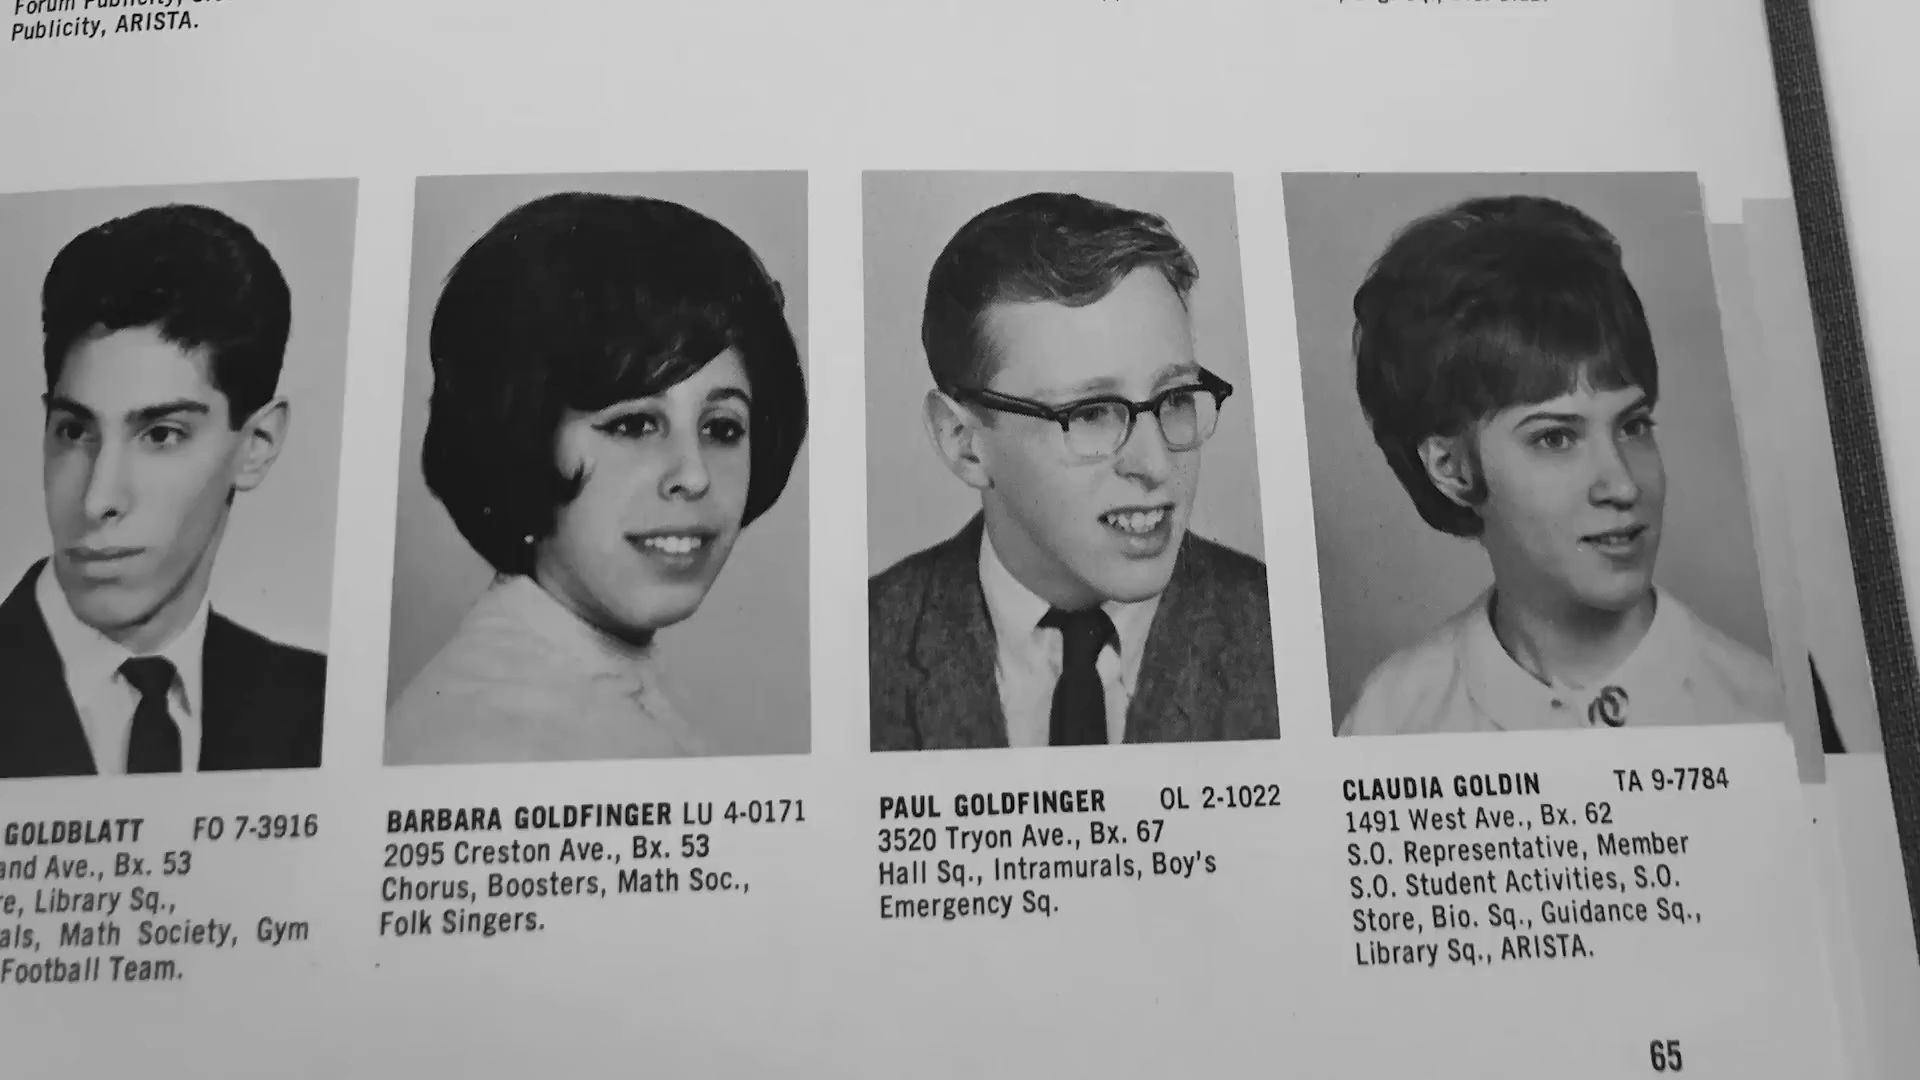 Publicity, ARISTA.
GOLDBLATT FO 7-3916
and Ave., Bx. 53
Library Sq.,
Math Society, Gym
Football Team.
BARBARA GOLDFINGER LU 4-0171
2095 Creston Ave., Bx. 53
Chorus, Boosters, Math Soc.,
Folk Singers.
PAUL GOLDFINGER OL 2-1022
3520 Tryon Ave., Bx. 67
Hall Sq., Intramurals, Boy's
Emergency Sq.
CLAUDIA GOLDIN TA 9-7784
1491 West Ave., Bx. 62
S.O. Representative, Member
S.O. Student Activities, S.O.
Store, Bio. Sq., Guidance Sq.,
Library Sq., ARISTA.
65